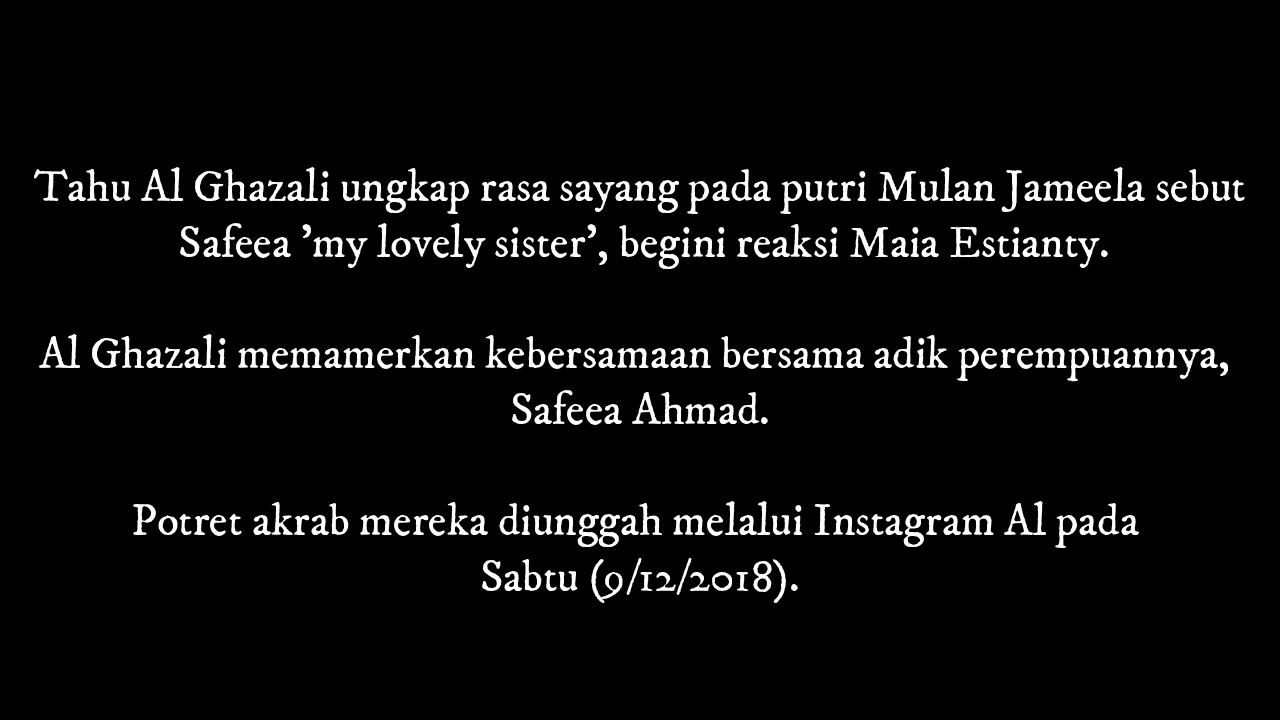 Tahu Al Ghazali ungkap rasa sayang pada putri Mulan Jameela sebut
Safeea 'my lovely sister', begini reaksi Maia Estianty.
Al Ghazali memamerkan kebersamaan bersama adik perempuannya,
Safeea Ahmad.
Potret akrab mereka diunggah melalui Instagram Al pada
Sabtu (9/12/2018).